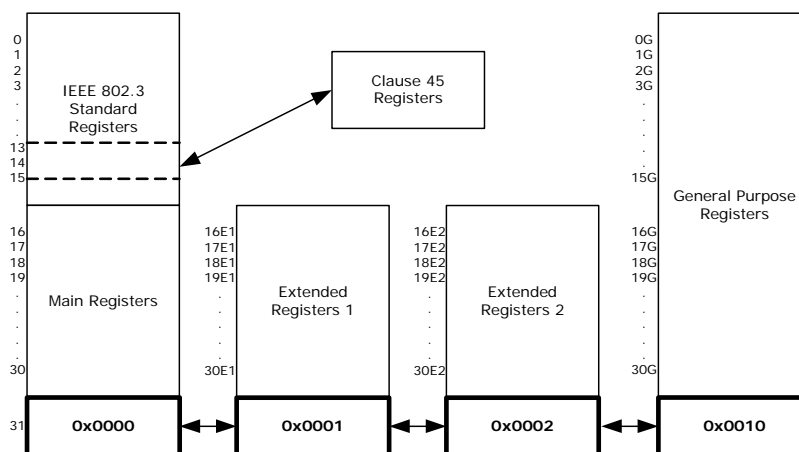 0
1
2
3
.
.
.
13
14
15
IEEE 802.3
Standard
Registers
Clause 45
Registers
16
17
18
19
.
.
.
.
30
Main Registers
16E1
17E1
18E1
19E1
.
.
.
.
30E1
Extended
Registers 1
16E2
17E2
18E2
19E2
.
.
.
.
30E2
Extended
Registers 2
0G
1G
2G
3G
.
.
.
.
15G
General Purpose
Registers
16G
17G
18G
19G
.
.
.
.
30G
31
0x0000
0x0001
0x0002
0x0010